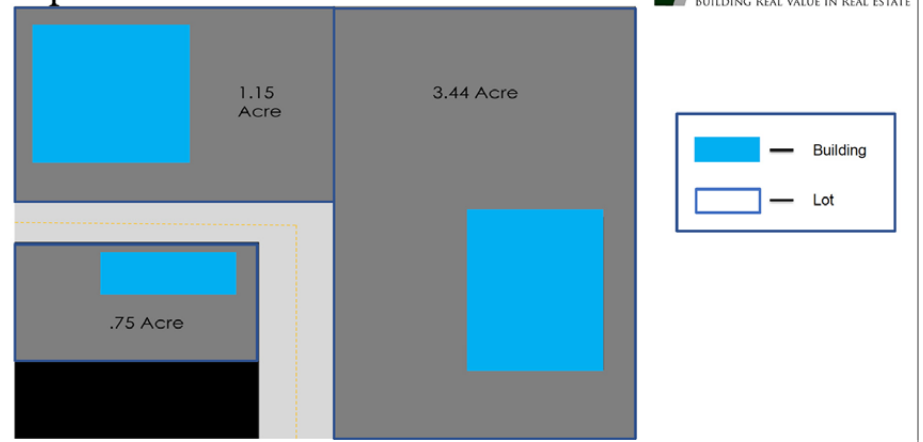 BUILDING REAL VALUE IN REAL ESTATE
1.15
Acre
3.44 Acre
.75 Acre
Building
Lot